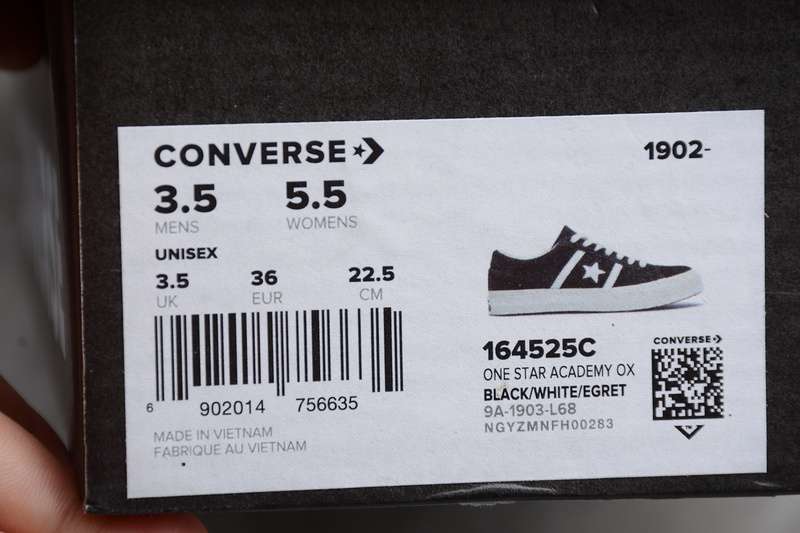 CONVERSE
1902-
3.5 5.5
MENS WOMENS
UNISEX
3.5 36 22.5
UK EUR CM
6 902014 756635
MADE IN VIETNAM
FABRIQUE AU VIETNAM
164525C
ONE STAR ACADEMY OX
BLACK/WHITE/EGRET
9A-1903-L68
NGYZMNFH00283
CONVERSE
TM